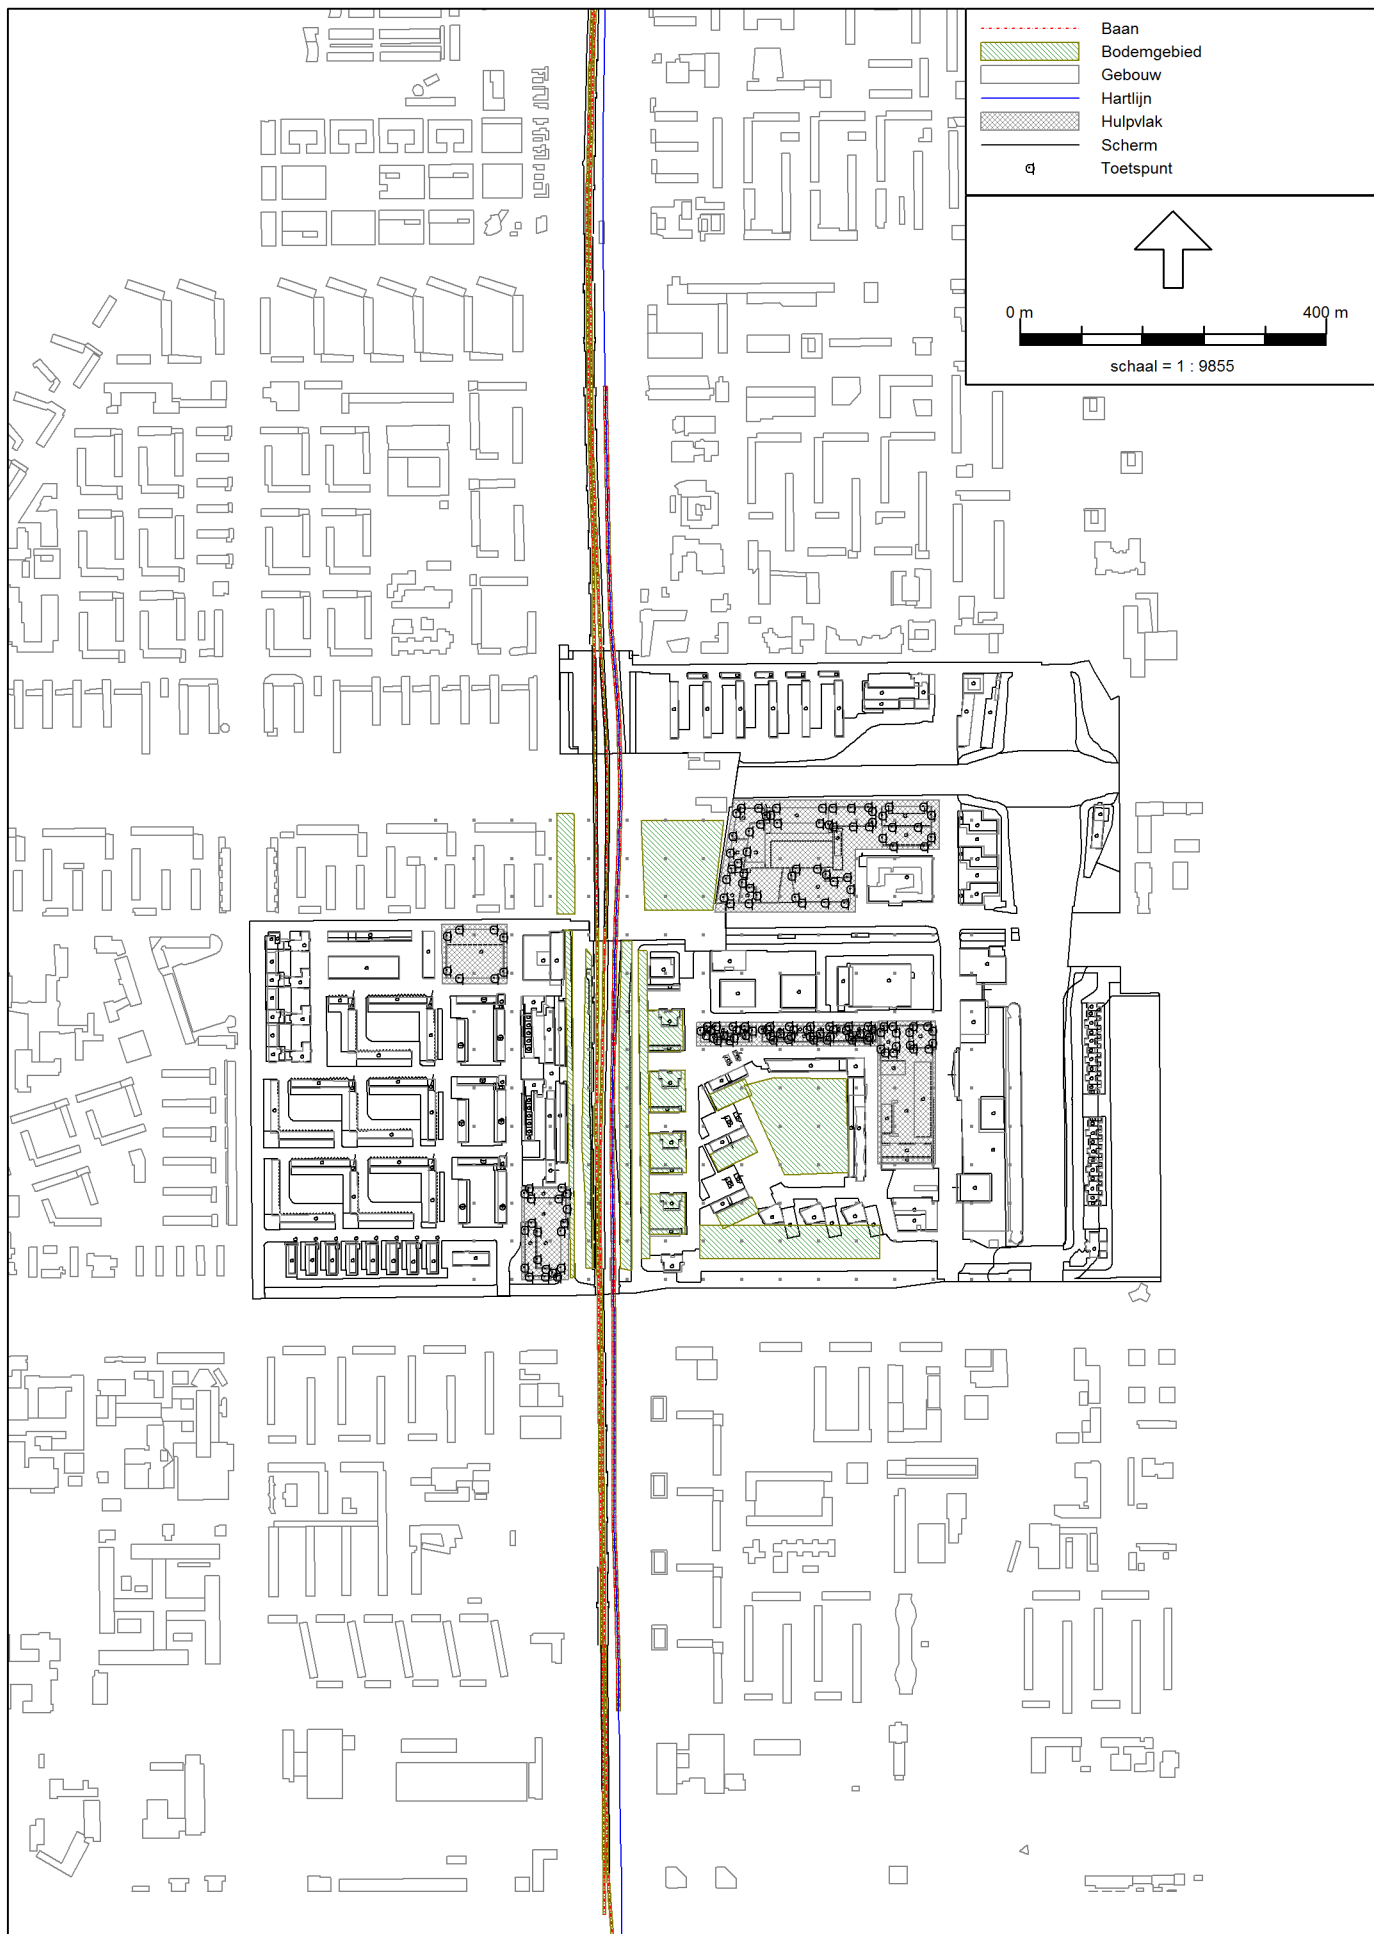 Baan
Bodemgebied
Gebouw
Hartlijn
Hulpvlak
Scherm
Toetspunt
0 m 400 m
schaal = 1 : 9855